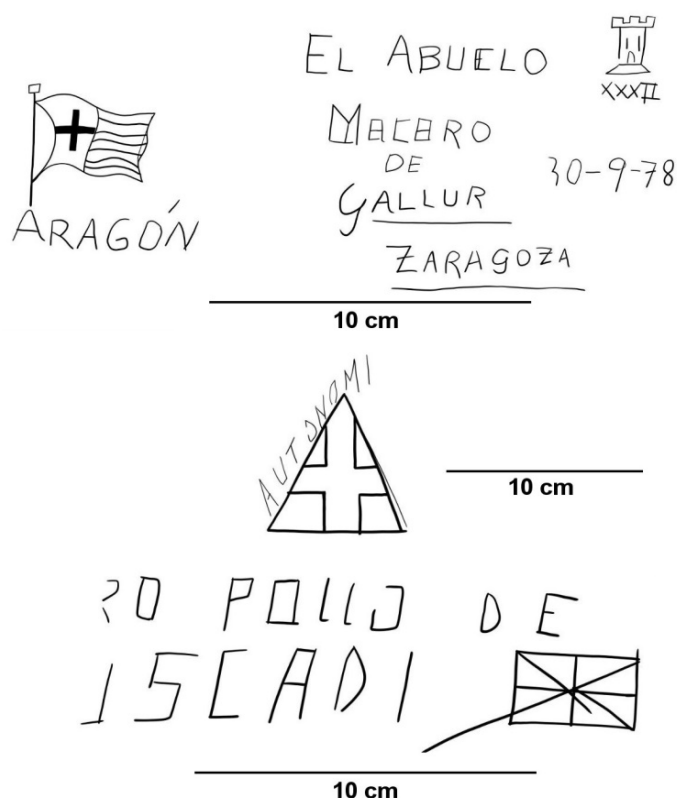 EL ABUELO
XXXII
DE
30-9-78
GALLUR
ZARAGOZA
ARAGÓN
10 cm
AUTONOMI
10 cm
POLLO DE
ISCADI
10 cm